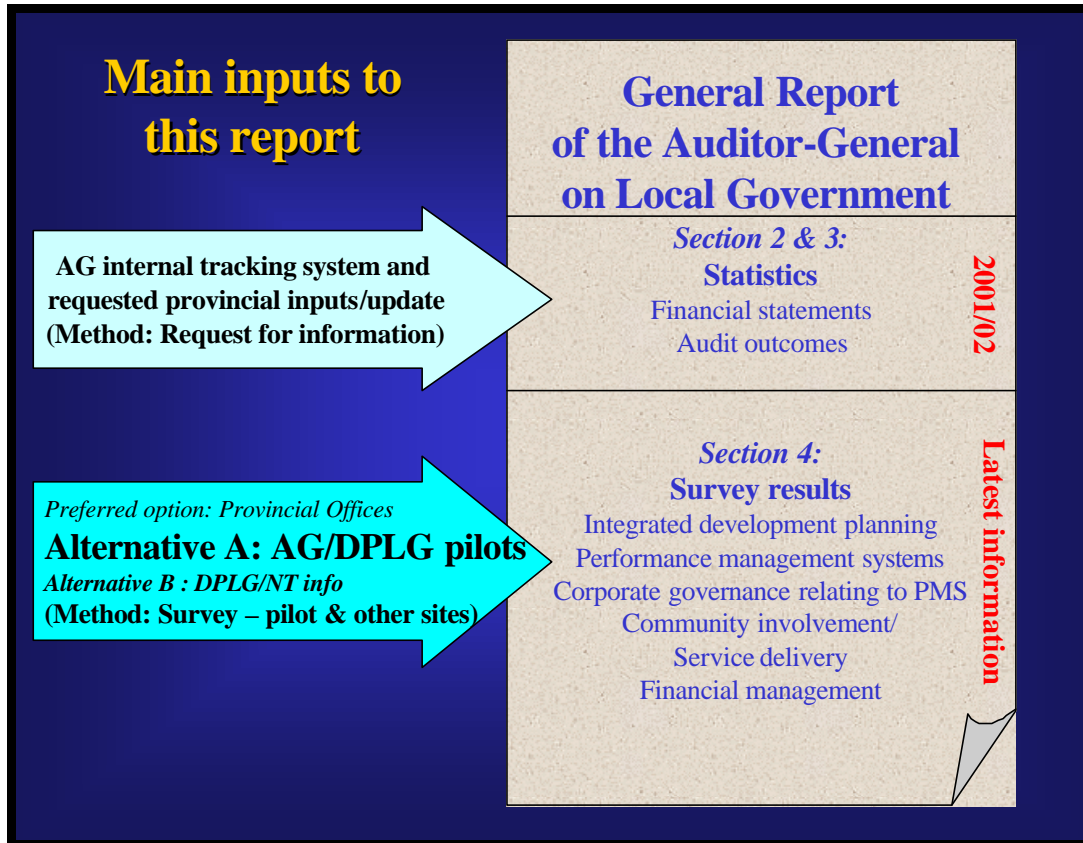 Main inputs to
this report
General Report
of the Auditor-General
on Local Government
AG internal tracking system and
requested provincial inputs/update
(Method: Request for information)
Section 2 & 3:
Statistics
Financial statements
Audit outcomes
2001/02
Preferred option: Provincial Offices
Alternative A: AG/DPLG pilots
Alternative B : DPLG/NT info
(Method: Survey – pilot & other sites)
Section 4:
Survey results
Integrated development planning
Performance management systems
Corporate governance relating to PMS
Community involvement/
Service delivery
Financial management
Latest information